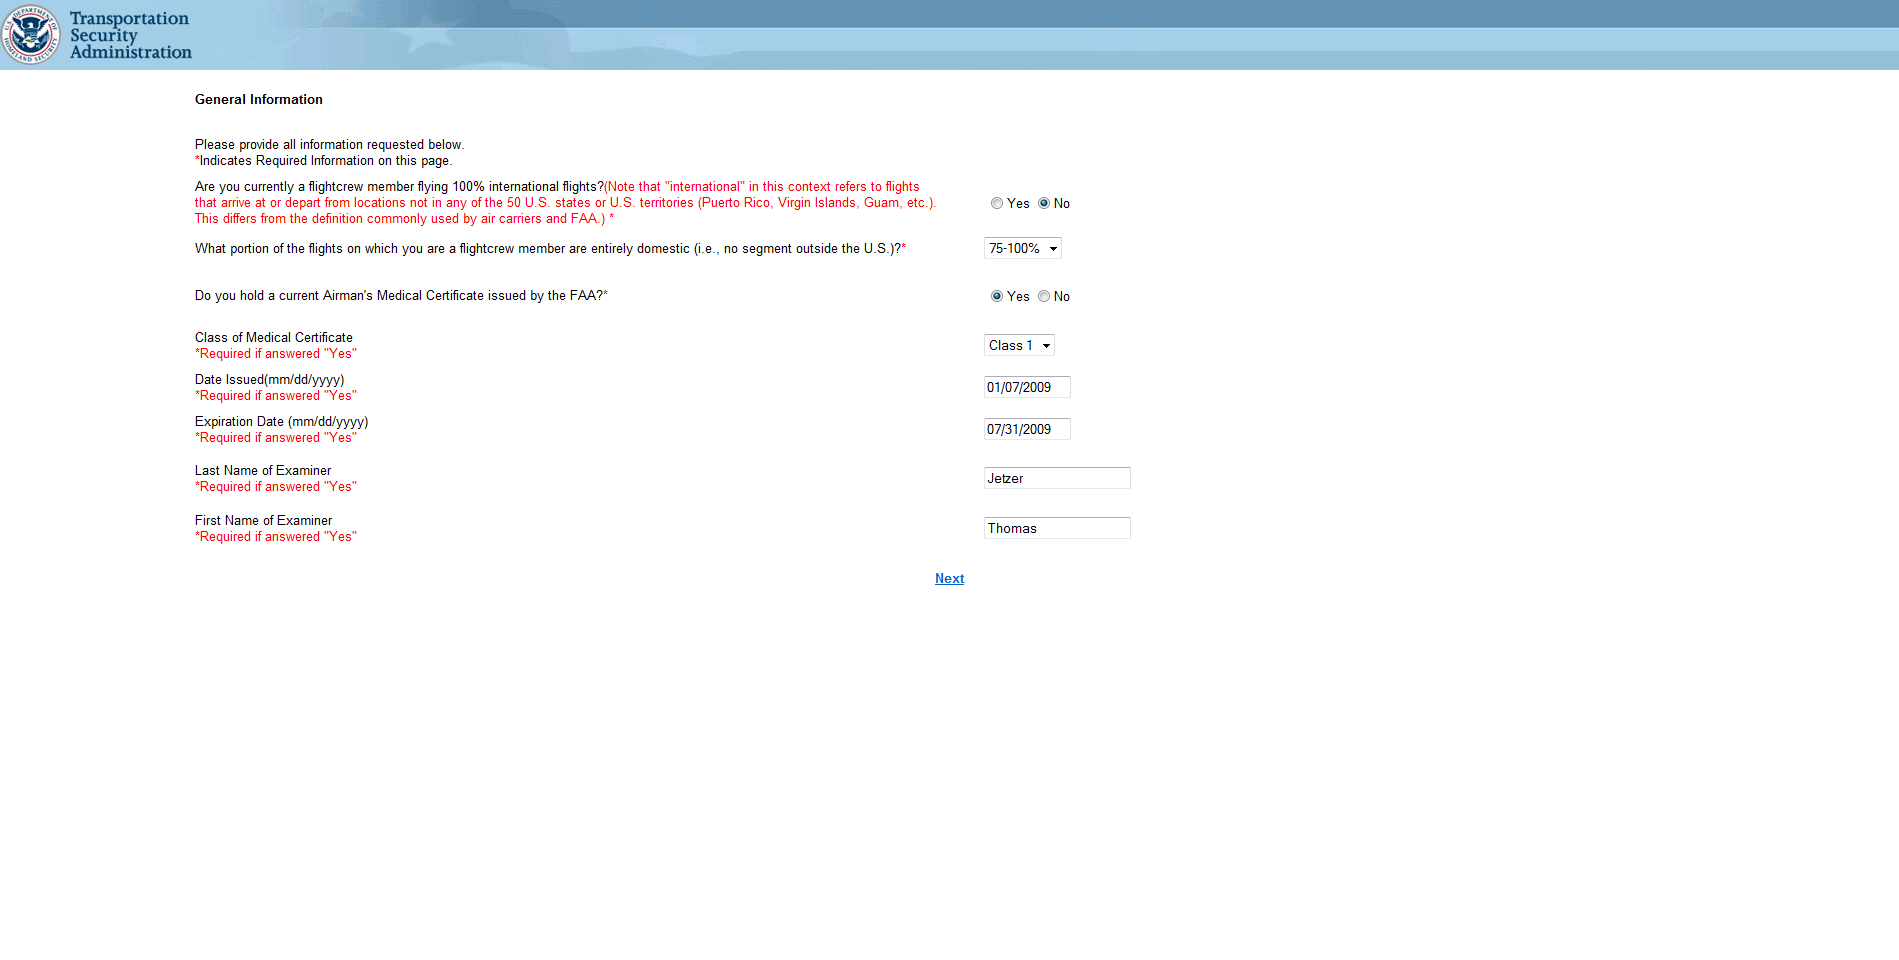 Transportation
Security
Administration
General Information
Please provide all information requested below.
*Indicates Required Information on this page.
Are you currently a flightcrew member flying 100% international flights?(Note that "international" in this context refers to flights
that arrive at or depart from locations not in any of the 50 U.S. states or U.S. territories (Puerto Rico, Virgin Islands, Guam, etc.).
This differs from the definition commonly used by air carriers and FAA.) *
Yes No
What portion of the flights on which you are a flightcrew member are entirely domestic (i.e., no segment outside the U.S.)?*
75-100%
Do you hold a current Airman's Medical Certificate issued by the FAA?*
Yes No
Class of Medical Certificate
*Required if answered "Yes"
Class 1
Date Issued(mm/dd/yyyy)
*Required if answered "Yes"
01/07/2009
Expiration Date (mm/dd/yyyy)
*Required if answered "Yes"
07/31/2009
Last Name of Examiner
*Required if answered "Yes"
Jetzer
First Name of Examiner
*Required if answered "Yes"
Thomas
Next